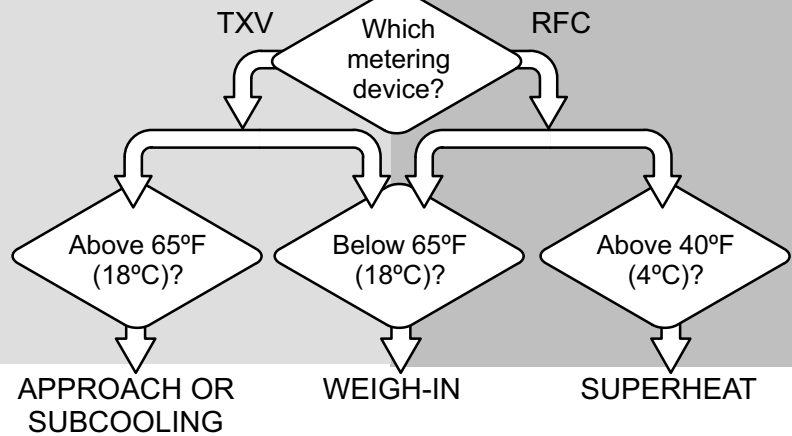 TXV
Which
metering
device?
RFC
Above 65ºF
(18ºC)?
Below 65ºF
(18ºC)?
Above 40ºF
(4ºC)?
APPROACH OR
SUBCOOLING
WEIGH-IN
SUPERHEAT